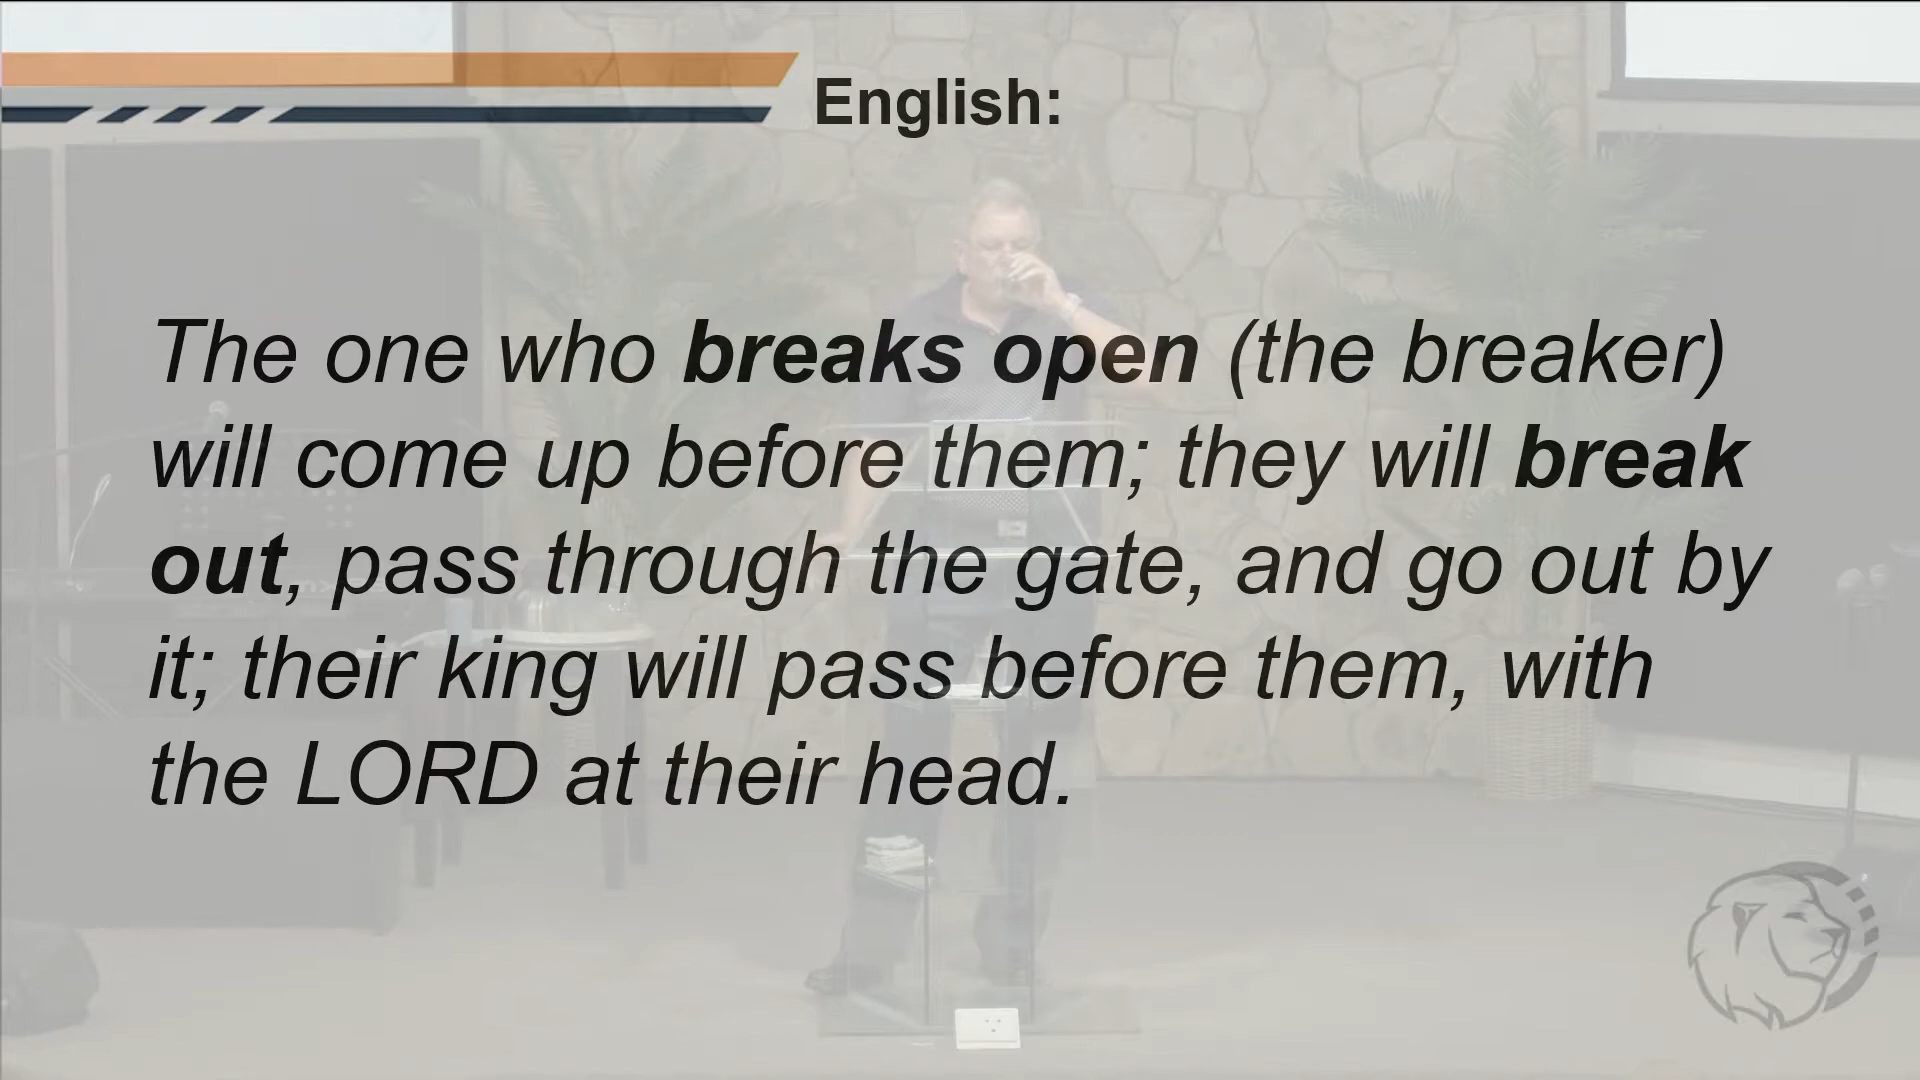 English:
The one who breaks open (the breaker)
will come up before them; they will break
out, pass through the gate, and go out by
it; their king will pass before them, with
the LORD at their head.